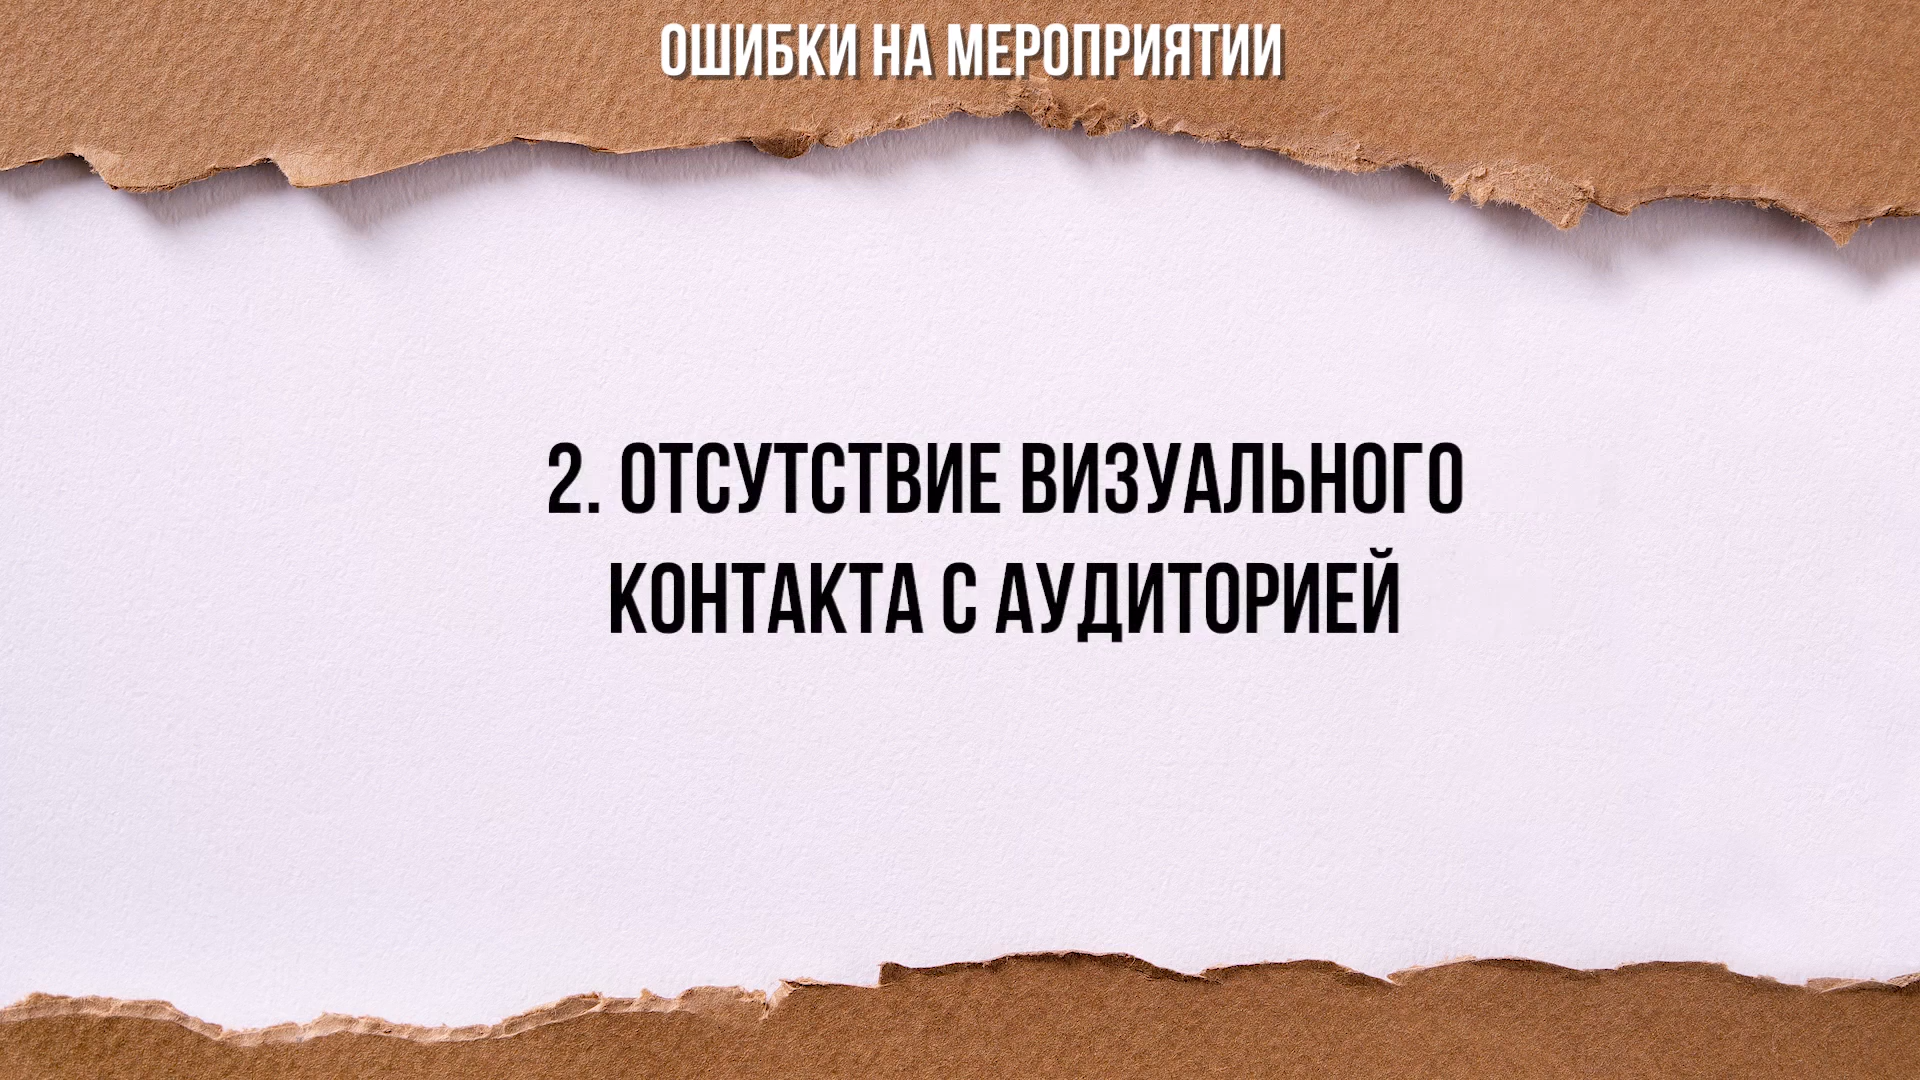 ОШИБКИ НА МЕРОПРИЯТИИ
2. ОТСУТСТВИЕ ВИЗУАЛЬНОГО
КОНТАКТА С АУДИТОРИЕЙ